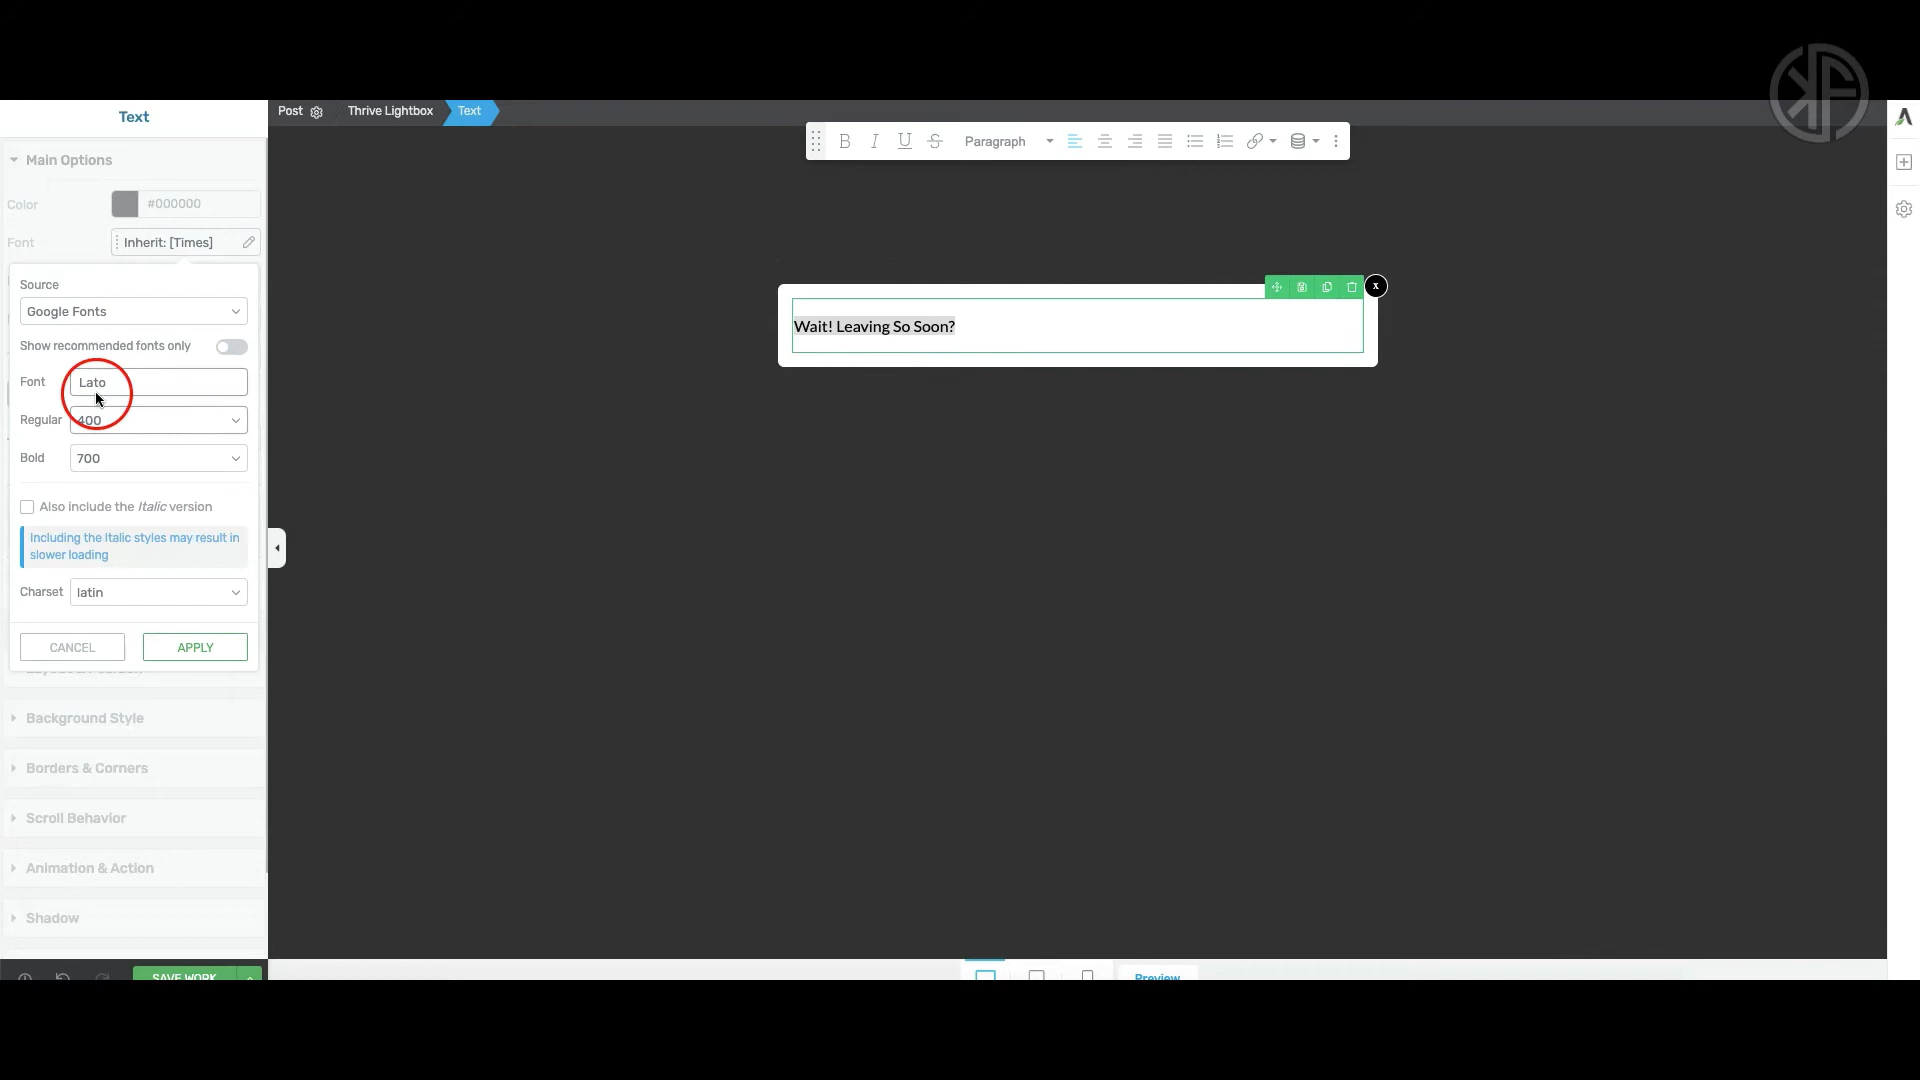 Text
Post
Thrive Lightbox
Text
Main Options
B I U S Paragraph
Color #000000
Font Inherit: [Times]
Source
Google Fonts
Show recommended fonts only
Font Lato
Regular 400
Bold 700
Also include the Italic version
Including the Italic styles may result in
slower loading
Charset latin
CANCEL APPLY
x
Wait! Leaving So Soon?
Background Style
Borders & Corners
Scroll Behavior
Animation & Action
Shadow
SAVE WORK
Preview